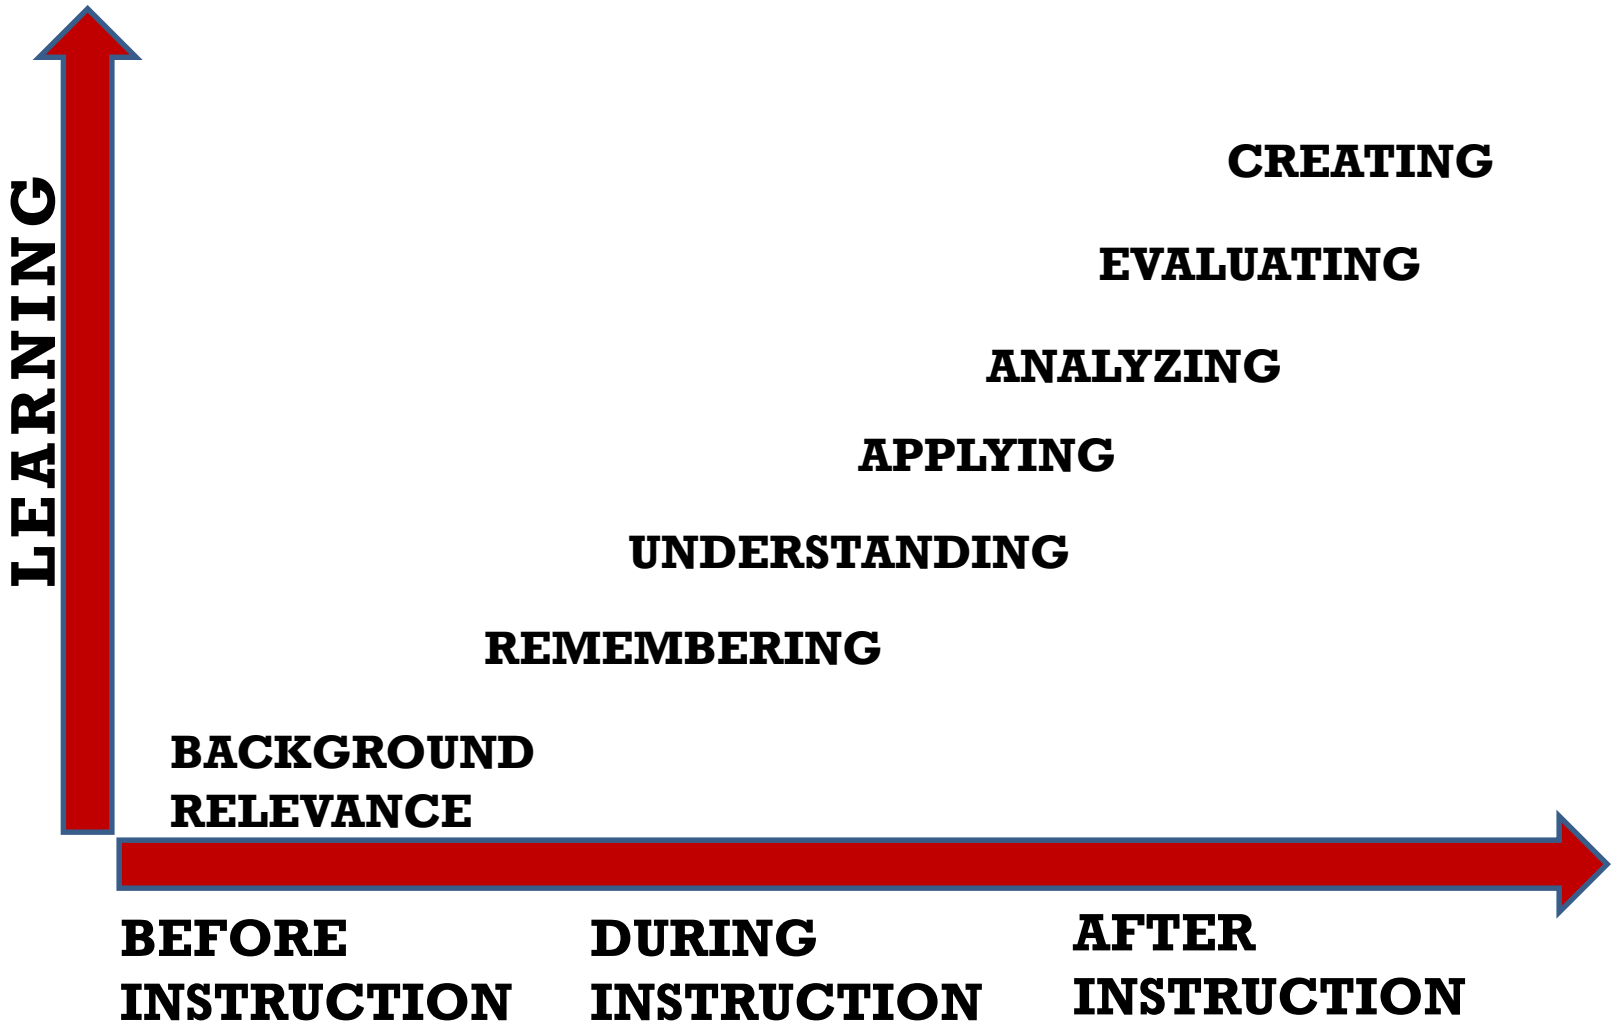 LEARNING
CREATING
EVALUATING
ANALYZING
APPLYING
UNDERSTANDING
REMEMBERING
BACKGROUND
RELEVANCE
BEFORE
INSTRUCTION
DURING
INSTRUCTION
AFTER
INSTRUCTION